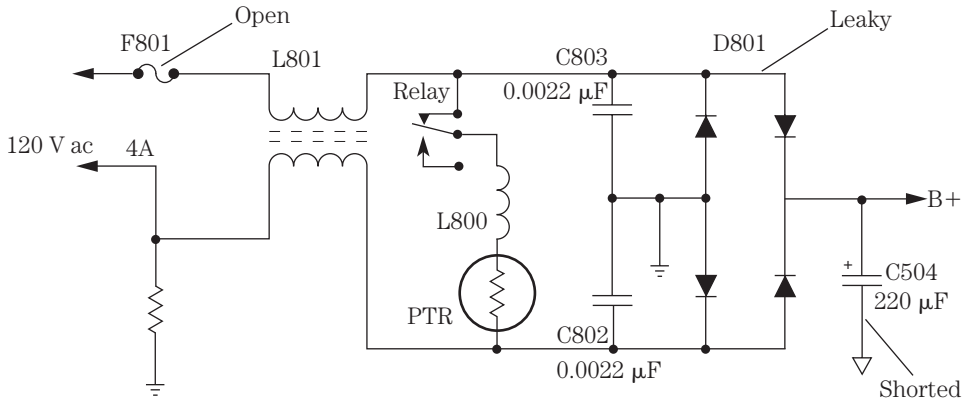 Open
F801
L801
C803
0.0022 μF
D801
Leaky
Relay
120 V ac
4A
L800
PTR
B+
+
C504
220 μF
C802
0.0022 μF
Shorted